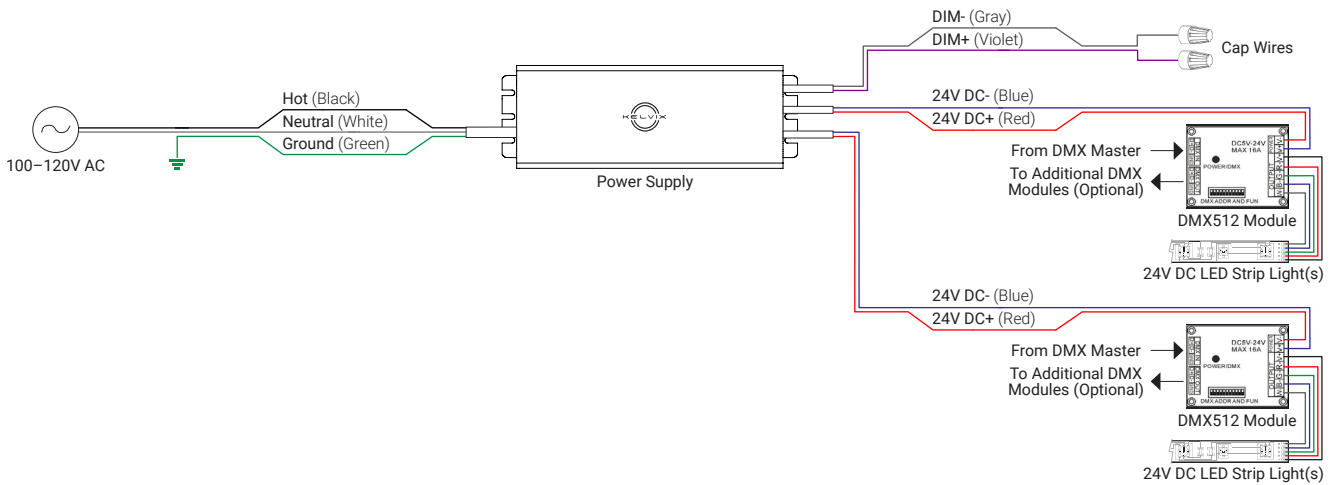 DIM- (Gray)
DIM+ (Violet)
Cap Wires
Hot (Black)
Neutral (White)
Ground (Green)
100–120V AC
KELVIX
Power Supply
24V DC- (Blue)
24V DC+ (Red)
From DMX Master
To Additional DMX
Modules (Optional)
DC5V-24V
MAX 16A
POWER/DMX
POWER
OUTPUT
DMX ADDR AND FUN
DMX512 Module
24V DC LED Strip Light(s)
24V DC- (Blue)
24V DC+ (Red)
From DMX Master
To Additional DMX
Modules (Optional)
DC5V-24V
MAX 16A
POWER/DMX
POWER
OUTPUT
DMX ADDR AND FUN
DMX512 Module
24V DC LED Strip Light(s)